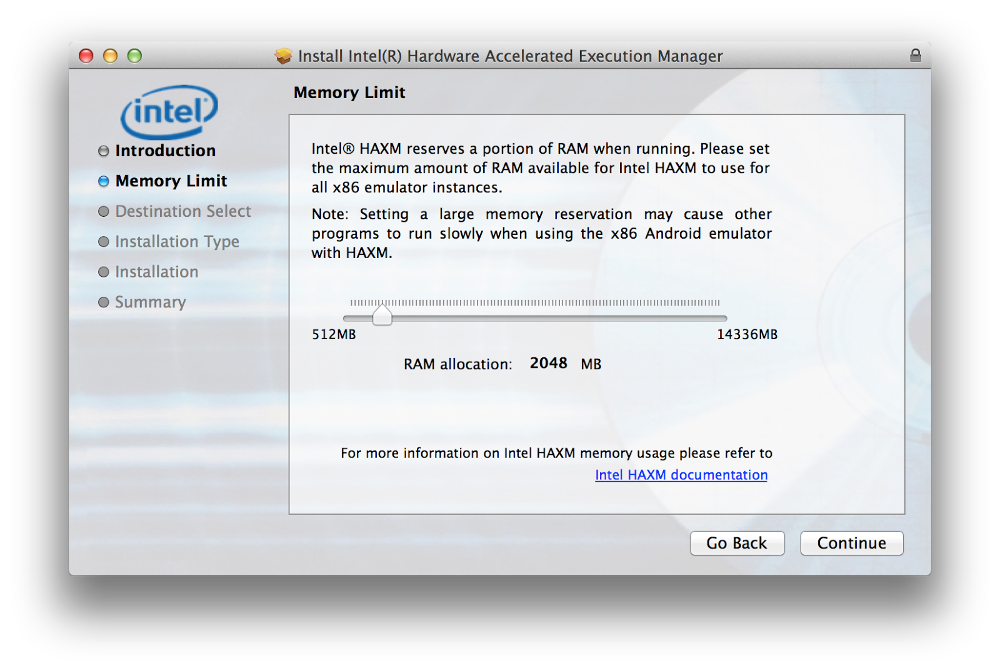 Install Intel(R) Hardware Accelerated Execution Manager
intel®
Introduction
Memory Limit
Destination Select
Installation Type
Installation
Summary
Memory Limit
Intel® HAXM reserves a portion of RAM when running. Please set
the maximum amount of RAM available for Intel HAXM to use for
all x86 emulator instances.
Note: Setting a large memory reservation may cause other
programs to run slowly when using the x86 Android emulator
with HAXM.
512MB
14336MB
RAM allocation: 2048 MB
For more information on Intel HAXM memory usage please refer to
Intel HAXM documentation
Go Back
Continue